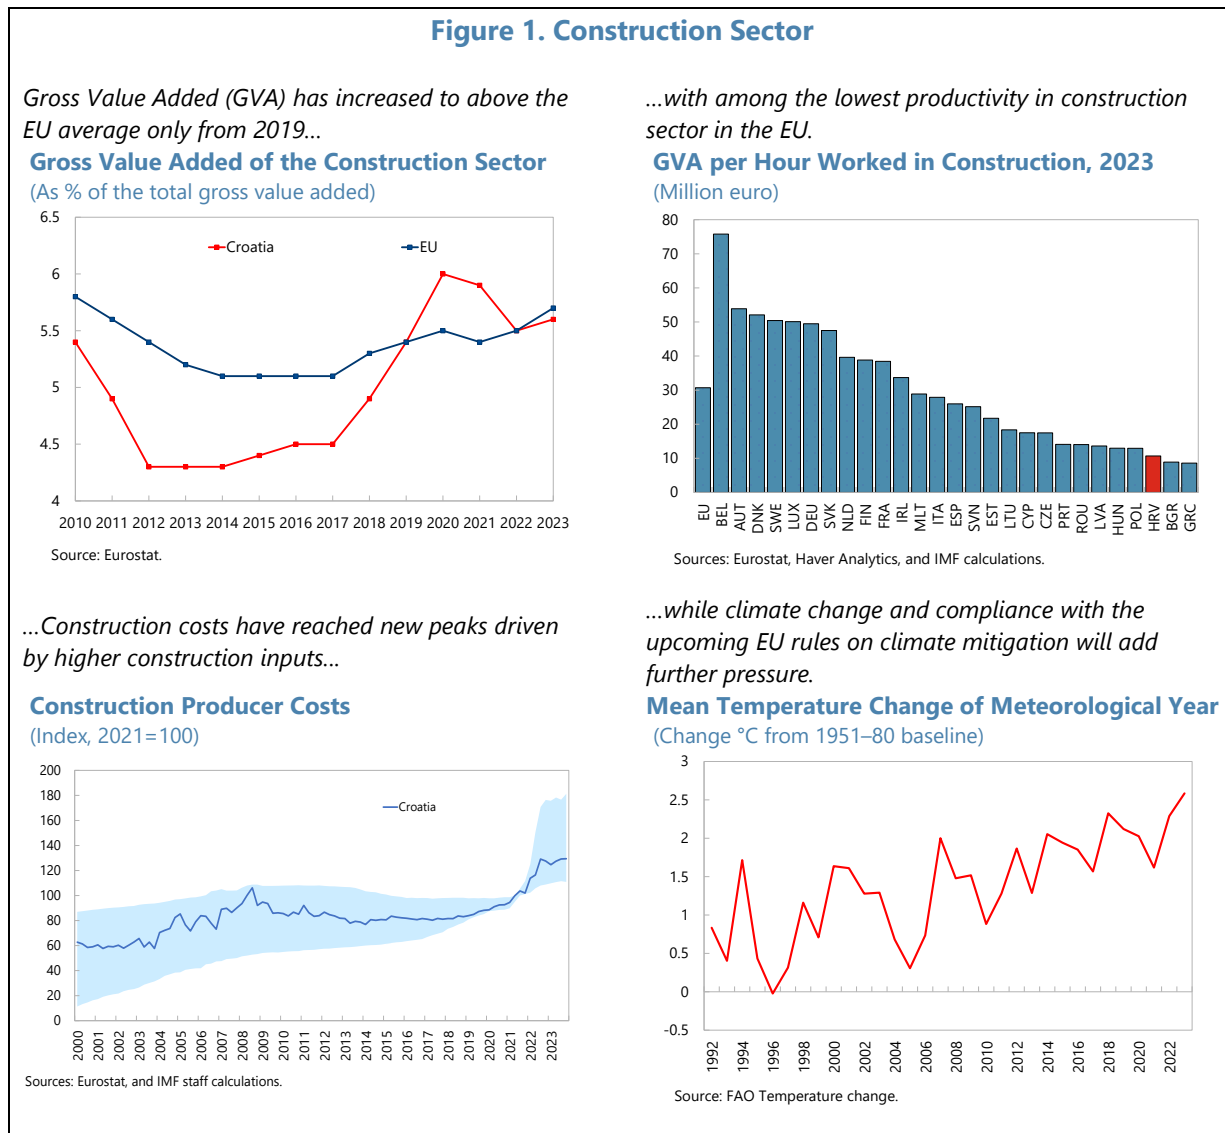 Figure 1. Construction Sector
Gross Value Added (GVA) has increased to above the
EU average only from 2019...
Gross Value Added of the Construction Sector
(As % of the total gross value added)
6.5
6
5.5
5
4.5
4
Croatia
EU
2010 2011 2012 2013 2014 2015 2016 2017 2018 2019 2020 2021 2022 2023
Source: Eurostat.
...with among the lowest productivity in construction
sector in the EU.
GVA per Hour Worked in Construction, 2023
(Million euro)
80
70
60
50
40
30
20
10
0
EU BEL AUT DNK SWE LUX DEU SVK NLD FIN FRA IRL MLT ITA ESP SVN EST LTU CYP CZE PRT ROU LVA HUN POL HRV BGR GRC
Sources: Eurostat, Haver Analytics, and IMF calculations.
...Construction costs have reached new peaks driven
by higher construction inputs...
Construction Producer Costs
(Index, 2021=100)
200
180
160
140
120
100
80
60
40
20
0
Croatia
2000 2001 2002 2003 2004 2005 2006 2007 2008 2009 2010 2011 2012 2013 2014 2015 2016 2017 2018 2019 2020 2021 2022 2023
Sources: Eurostat, and IMF staff calculations.
...while climate change and compliance with the
upcoming EU rules on climate mitigation will add
further pressure.
Mean Temperature Change of Meteorological Year
(Change °C from 1951–80 baseline)
3
2.5
2
1.5
1
0.5
0
-0.5
1992 1994 1996 1998 2000 2002 2004 2006 2008 2010 2012 2014 2016 2018 2020 2022
Source: FAO Temperature change.